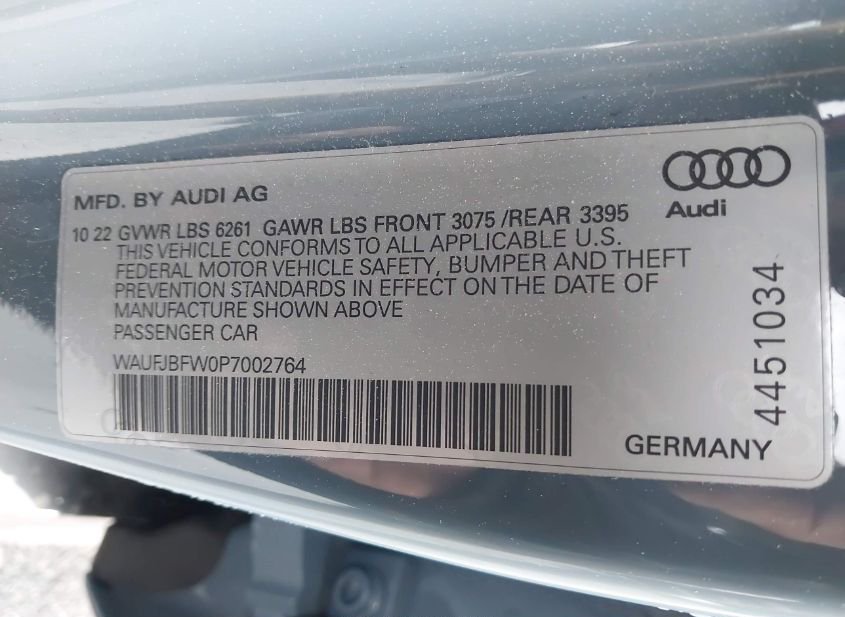 MFD. BY AUDI AG
Audi
10 22 GVWR LBS 6261 GAWR LBS FRONT 3075 /REAR 3395
THIS VEHICLE CONFORMS TO ALL APPLICABLE U.S.
FEDERAL MOTOR VEHICLE SAFETY, BUMPER AND THEFT
PREVENTION STANDARDS IN EFFECT ON THE DATE OF
MANUFACTURE SHOWN ABOVE
PASSENGER CAR
WAUFJBFW0P7002764
GERMANY
4451034